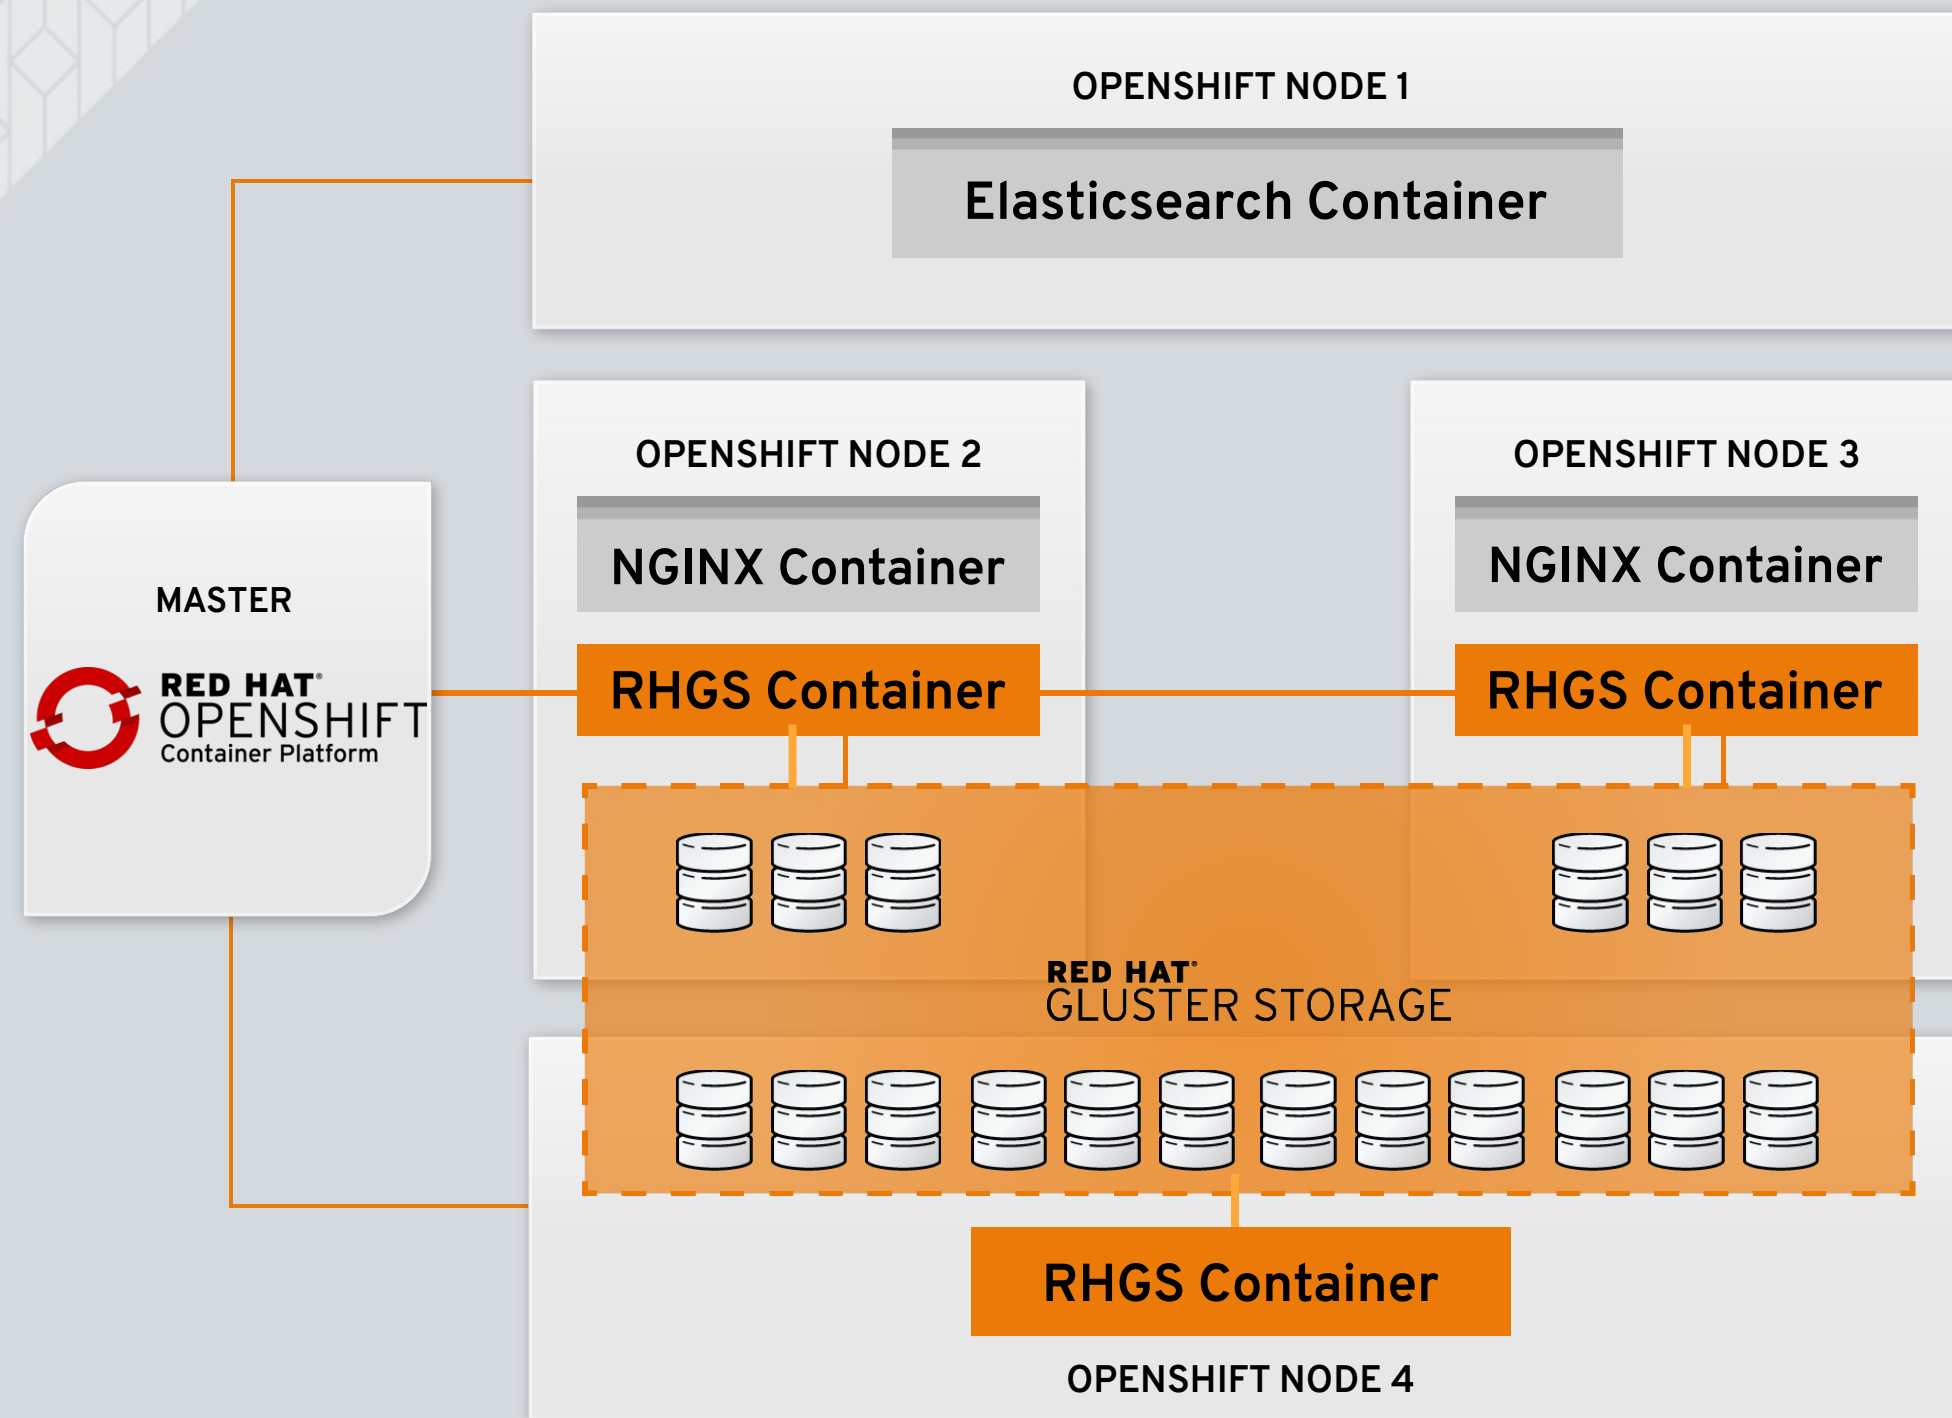 OPENSHIFT NODE 1
Elasticsearch Container
OPENSHIFT NODE 2
NGINX Container
RHGS Container
OPENSHIFT NODE 3
NGINX Container
RHGS Container
MASTER
RED HAT®
OPENSHIFT
Container Platform
RED HAT®
GLUSTER STORAGE
RHGS Container
OPENSHIFT NODE 4